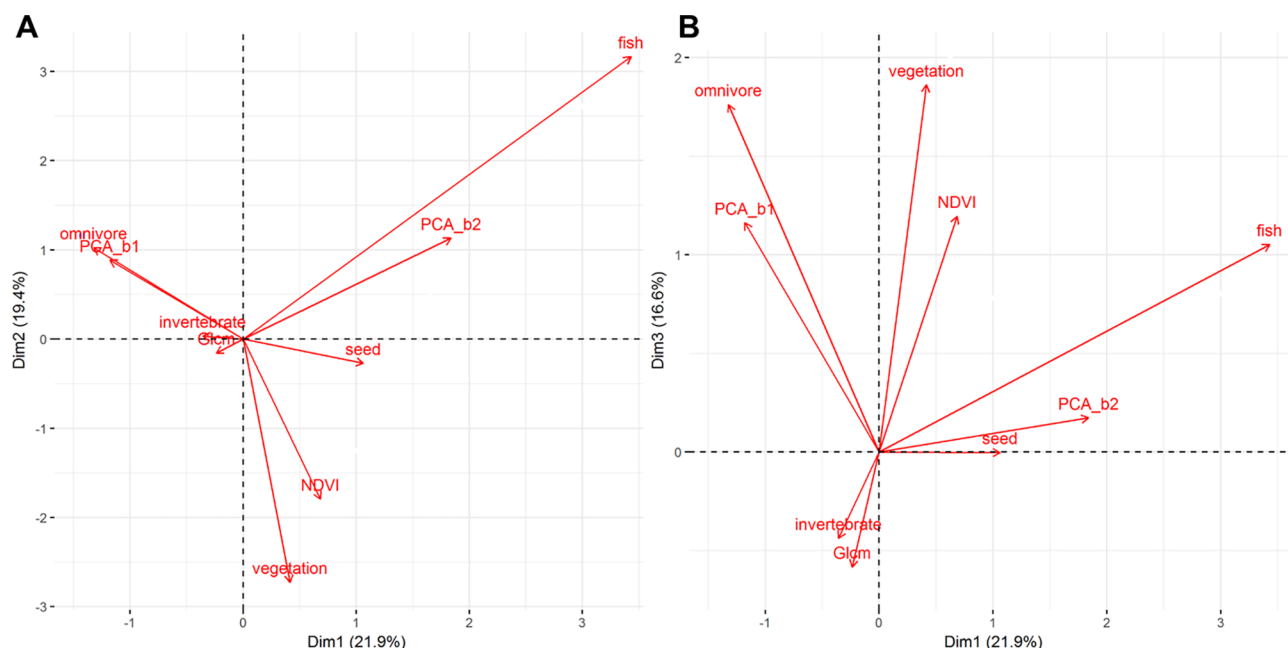 A
fish
3
2
PCA_b2
1
omnivore
PCA_b1
invertebrate
Glcm
seed
0
-1
NDVI
-2
vegetation
-3
-1
0
1
2
3
Dim1 (21.9%)
Dim2 (19.4%)
B
2
vegetation
omnivore
PCA_b1
NDVI
fish
1
PCA_b2
seed
0
invertebrate
Glcm
-1
0
1
2
3
Dim1 (21.9%)
Dim3 (16.6%)